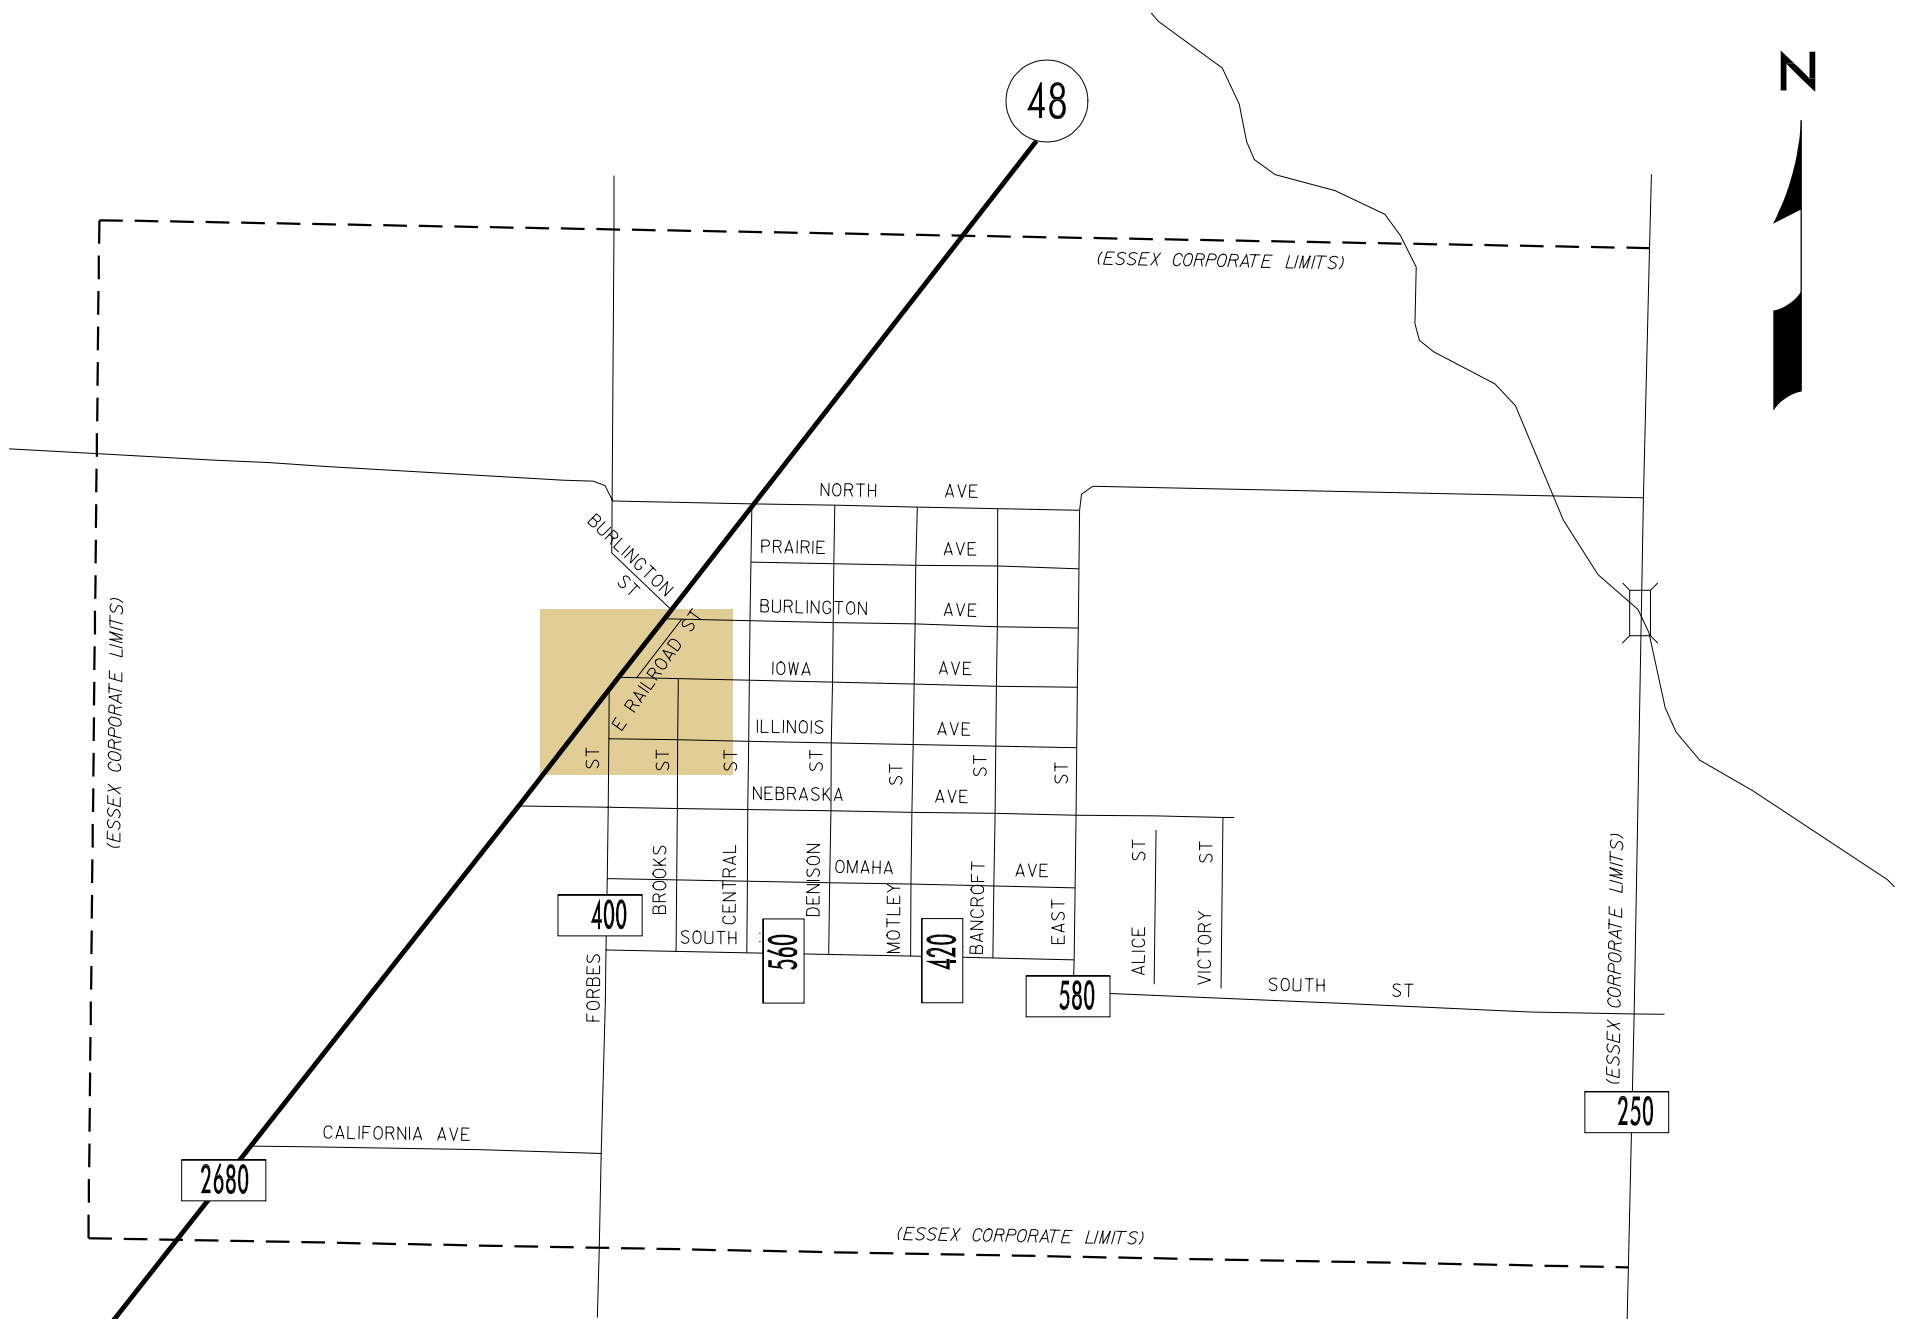 N
48
(ESSEX CORPORATE LIMITS)
NORTH AVE
BURLINGTON ST
PRAIRIE AVE
BURLINGTON AVE
E RAILROAD ST
IOWA AVE
ILLINOIS AVE
(ESSEX CORPORATE LIMITS)
NEBRASKA AVE
OMAHA AVE
FORBES ST
BROOKS ST
CENTRAL ST
DENISON ST
MOTLEY ST
BANCROFT ST
EAST ST
ALICE ST
VICTORY ST
(ESSEX CORPORATE LIMITS)
400
SOUTH
560
420
580
SOUTH ST
250
CALIFORNIA AVE
2680
(ESSEX CORPORATE LIMITS)